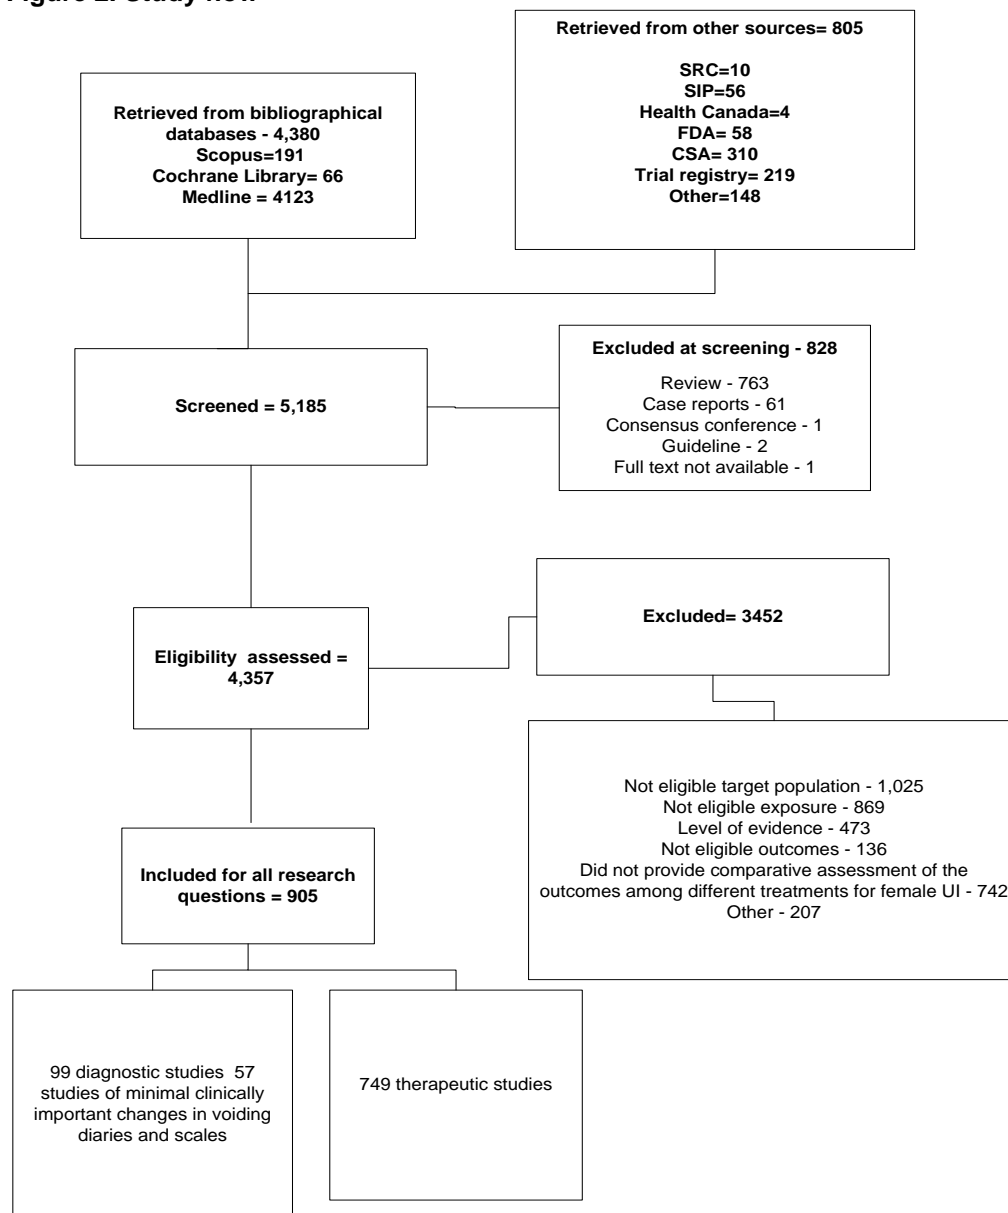 Retrieved from other sources= 805
SRC=10
SIP=56
Health Canada=4
FDA= 58
CSA= 310
Trial registry= 219
Other=148
Retrieved from bibliographical
databases - 4,380
Scopus=191
Cochrane Library= 66
Medline = 4123
Screened = 5,185
Excluded at screening - 828
Review - 763
Case reports - 61
Consensus conference - 1
Guideline - 2
Full text not available - 1
Eligibility assessed =
4,357
Excluded= 3452
Not eligible target population - 1,025
Not eligible exposure - 869
Level of evidence - 473
Not eligible outcomes - 136
Did not provide comparative assessment of the
outcomes among different treatments for female UI - 742
Other - 207
Included for all research
questions = 905
99 diagnostic studies 57
studies of minimal clinically
important changes in voiding
diaries and scales
749 therapeutic studies